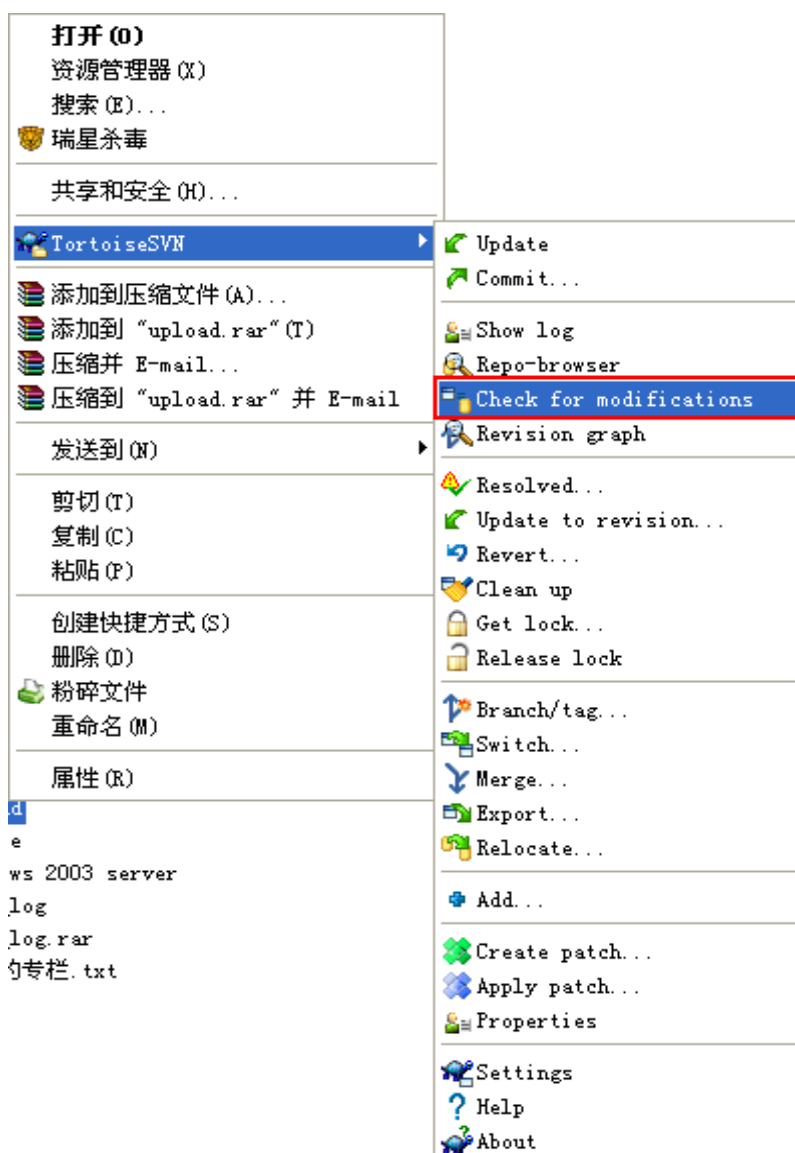 打开(O)
资源管理器(X)
搜索(E)...
瑞星杀毒
共享和安全(H)...
TortoiseSVN
添加到压缩文件(A)...
添加到 "upload.rar"(T)
压缩并 E-mail...
压缩到 "upload.rar" 并 E-mail
发送到(N)
剪切(T)
复制(C)
粘贴(P)
创建快捷方式(S)
删除(D)
粉碎文件
重命名(M)
属性(R)
d
e
ws 2003 server
log
log.rar
的专栏.txt
Update
Commit...
Show log
Repo-browser
Check for modifications
Revision graph
Resolved...
Update to revision...
Revert...
Clean up
Get lock...
Release lock
Branch/tag...
Switch...
Merge...
Export...
Relocate...
Add...
Create patch...
Apply patch...
Properties
Settings
Help
About